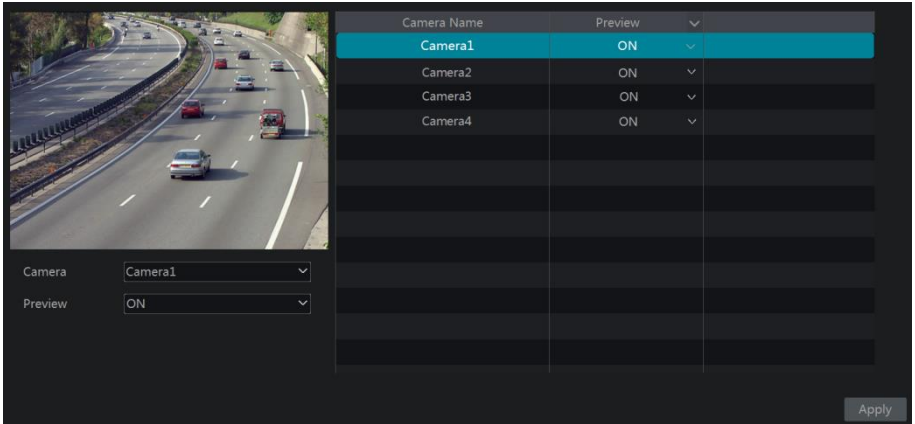 Camera Name Preview
Camera1 ON
Camera2 ON
Camera3 ON
Camera4 ON
Camera Camera1
Preview ON
Apply